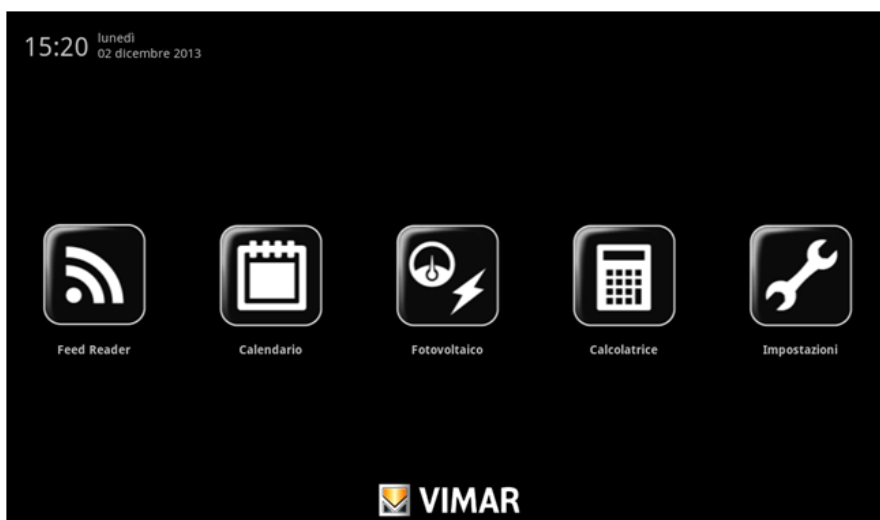 15:20
lunedì
02 dicembre 2013
Feed Reader
Calendario
Fotovoltaico
Calcolatrice
Impostazioni
VIMAR